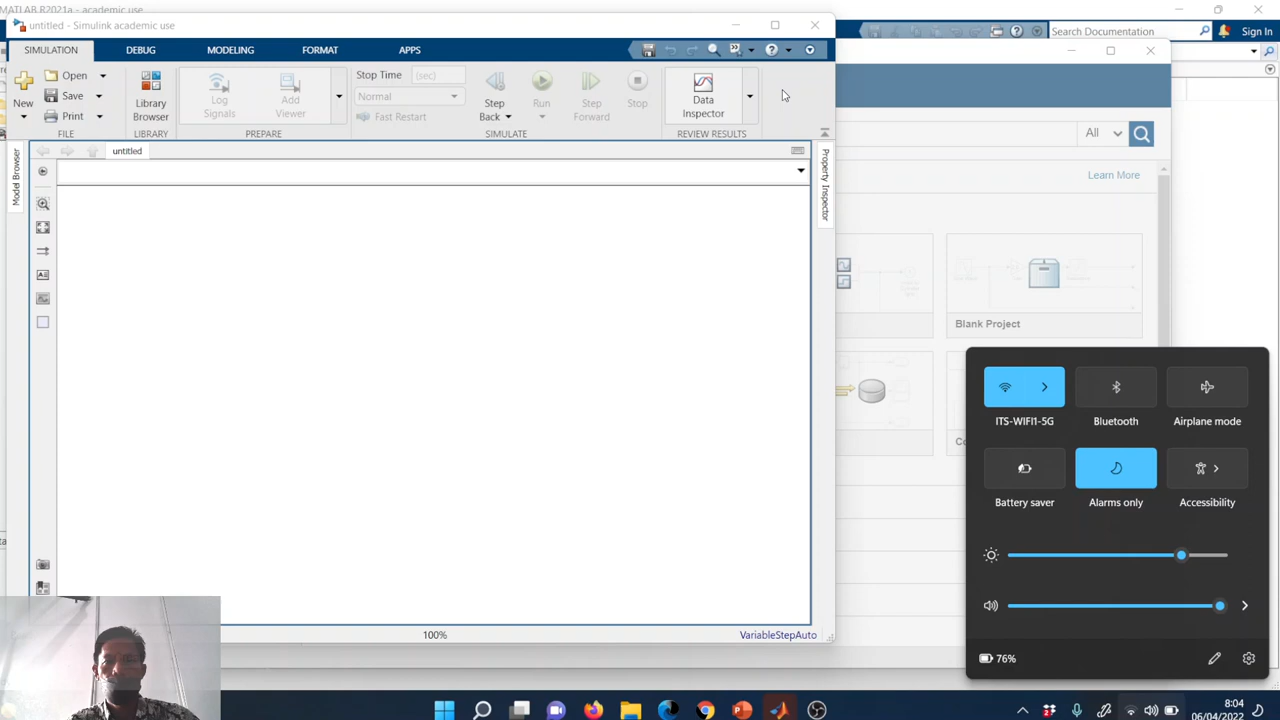 MATLAB R2021a - academic use
untitled - Simulink academic use
SIMULATION DEBUG MODELING FORMAT APPS
Search Documentation Sign In
New
Open
Save
Print
FILE
Library
Browser
LIBRARY
Log
Signals
Add
Viewer
PREPARE
Stop Time (sec)
Normal
Fast Restart
Step
Back
Run
Step
Forward
Stop
SIMULATE
Data
Inspector
REVIEW RESULTS
untitled
Model Browser
Property Inspector
All
Learn More
Blank Project
ITS-WIFI1-5G Bluetooth Airplane mode
Battery saver Alarms only Accessibility
76%
100% VariableStepAuto
8:04
06/04/2022